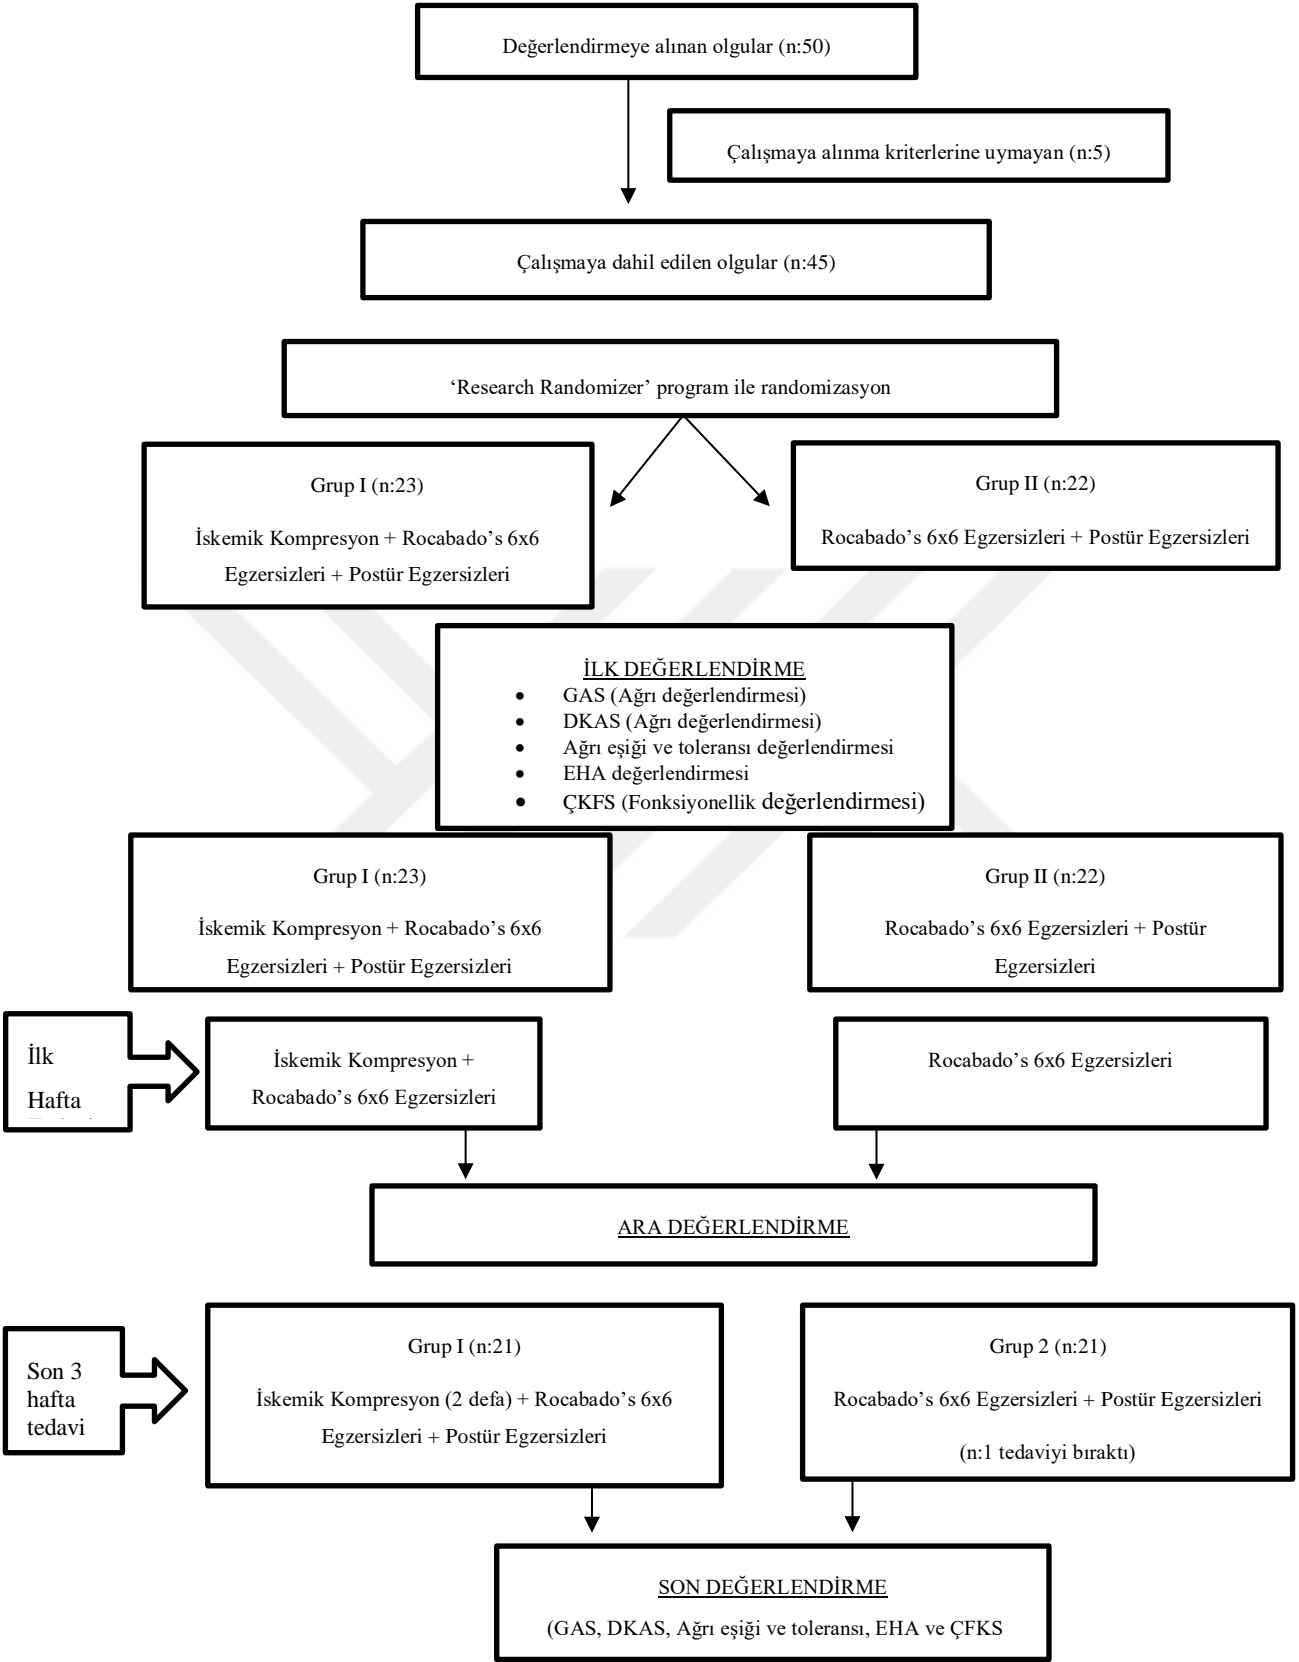 Değerlendirmeye alınan olgular (n:50)
Çalışmaya alınma kriterlerine uymayan (n:5)
Çalışmaya dahil edilen olgular (n:45)
‘Research Randomizer’ program ile randomizasyon
Grup I (n:23)
İskemik Kompresyon + Rocabado’s 6x6
Egzersizleri + Postür Egzersizleri
Grup II (n:22)
Rocabado’s 6x6 Egzersizleri + Postür Egzersizleri
İLK DEĞERLENDİRME
• GAS (Ağrı değerlendirmesi)
• DKAS (Ağrı değerlendirmesi)
• Ağrı eşiği ve toleransı değerlendirmesi
• EHA değerlendirmesi
• ÇKFS (Fonksiyonellik değerlendirmesi)
Grup I (n:23)
İskemik Kompresyon + Rocabado’s 6x6
Egzersizleri + Postür Egzersizleri
Grup II (n:22)
Rocabado’s 6x6 Egzersizleri + Postür
Egzersizleri
İlk
Hafta
İskemik Kompresyon +
Rocabado’s 6x6 Egzersizleri
Rocabado’s 6x6 Egzersizleri
ARA DEĞERLENDİRME
Son 3
hafta
tedavi
Grup I (n:21)
İskemik Kompresyon (2 defa) + Rocabado’s 6x6
Egzersizleri + Postür Egzersizleri
Grup 2 (n:21)
Rocabado’s 6x6 Egzersizleri + Postür Egzersizleri
(n:1 tedaviyi bıraktı)
SON DEĞERLENDİRME
(GAS, DKAS, Ağrı eşiği ve toleransı, EHA ve ÇFKS